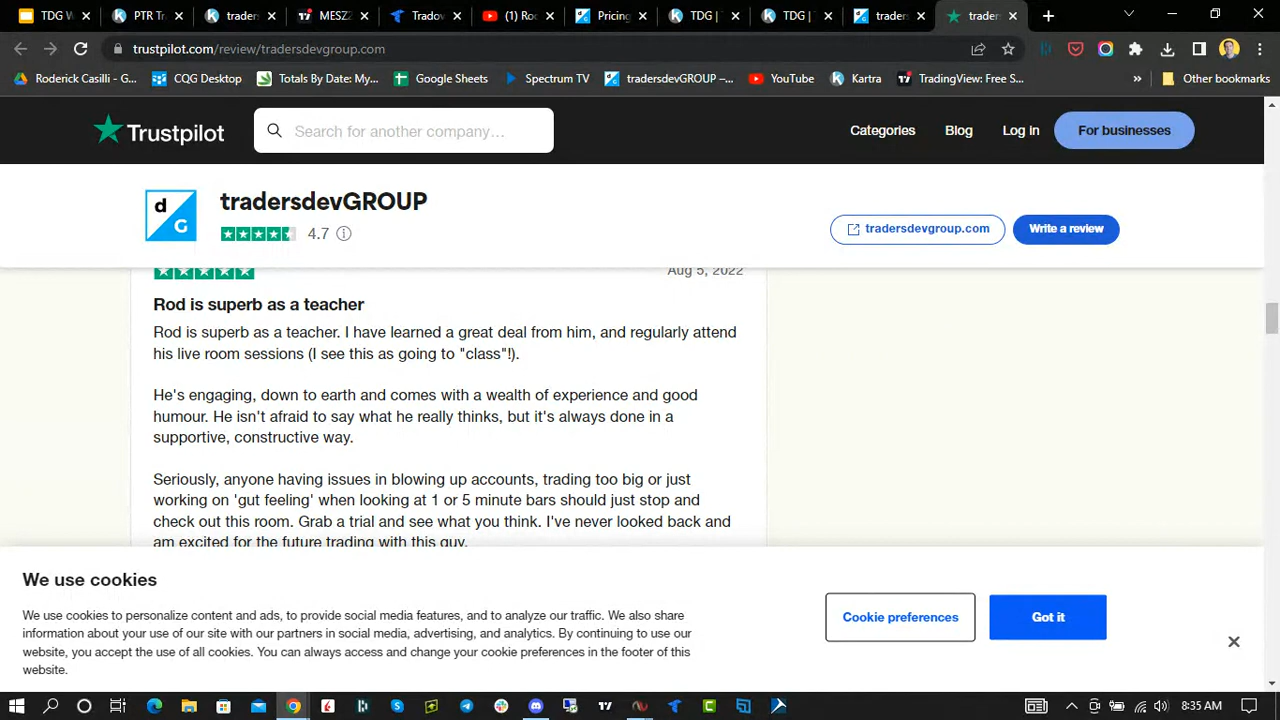 TDG W
PTR Tr
traders
MESZ2
Tradov
(1) Ro
Pricing
TDG |
TDG |
traders
traders
trustpilot.com/review/tradersdevgroup.com
Roderick Casilli - G...
CQG Desktop
Totals By Date: My...
Google Sheets
Spectrum TV
tradersdevGROUP –...
YouTube
Kartra
TradingView: Free S...
»
Other bookmarks
Trustpilot
Search for another company...
Categories
Blog
Log in
For businesses
d
G
tradersdevGROUP
4.7
tradersdevgroup.com
Write a review
Aug 5, 2022
Rod is superb as a teacher
Rod is superb as a teacher. I have learned a great deal from him, and regularly attend
his live room sessions (I see this as going to "class"!).
He's engaging, down to earth and comes with a wealth of experience and good
humour. He isn't afraid to say what he really thinks, but it's always done in a
supportive, constructive way.
Seriously, anyone having issues in blowing up accounts, trading too big or just
working on 'gut feeling' when looking at 1 or 5 minute bars should just stop and
check out this room. Grab a trial and see what you think. I've never looked back and
am excited for the future trading with this guy.
We use cookies
We use cookies to personalize content and ads, to provide social media features, and to analyze our traffic. We also share
information about your use of our site with our partners in social media, advertising, and analytics. By continuing to use our
website, you accept the use of all cookies. You can always access and change your cookie preferences in the footer of this
website.
Cookie preferences
Got it
8:35 AM